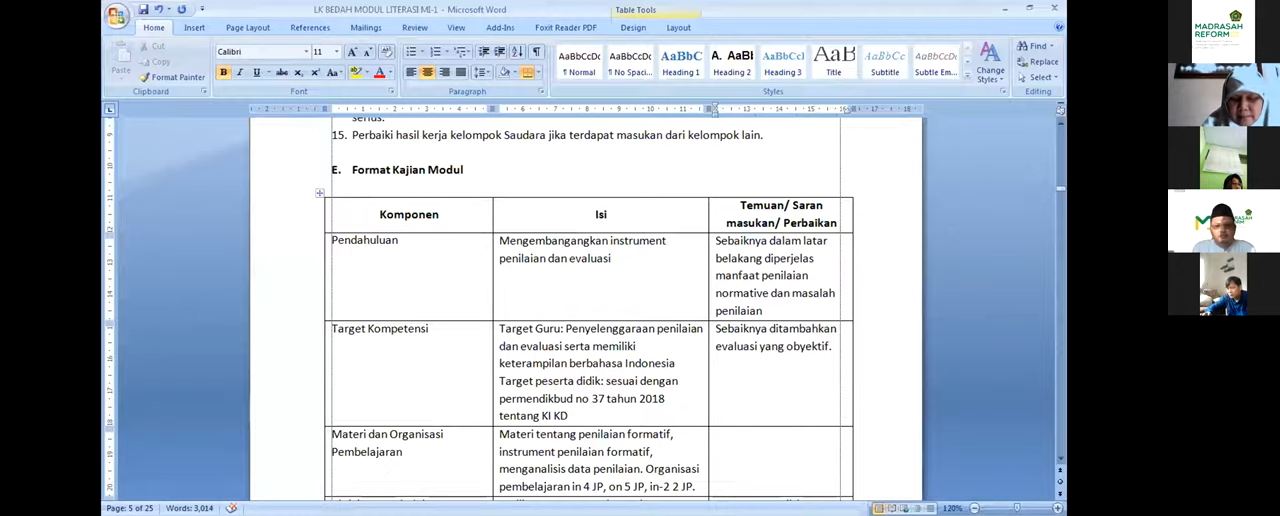 LK BEDAH MODUL LITERASI MI-1 - Microsoft Word
Table Tools
Home Insert Page Layout References Mailings Review View Add-Ins Foxit Reader PDF Design Layout
Cut
Copy
Paste
Format Painter
Clipboard
Calibri 11
Font
Paragraph
AaBbCcDc AaBbCcDc AaBbC A. AaBl AaBbCcl AaB AaBbCcl AaBbCcDc
¶ Normal ¶ No Spaci... Heading 1 Heading 2 Heading 3 Title Subtitle Subtle Em...
Change Styles
Styles
Find
Replace
Select
Editing
serius.
15. Perbaiki hasil kerja kelompok Saudara jika terdapat masukan dari kelompok lain.
E. Format Kajian Modul
Komponen Isi Temuan/ Saran
masukan/ Perbaikan
Pendahuluan
Mengembangangkan instrument
penilaian dan evaluasi
Sebaiknya dalam latar
belakang diperjelas
manfaat penilaian
normative dan masalah
penilaian
Target Kompetensi
Target Guru: Penyelenggaraan penilaian
dan evaluasi serta memiliki
keterampilan berbahasa Indonesia
Target peserta didik: sesuai dengan
permendikbud no 37 tahun 2018
tentang KI KD
Sebaiknya ditambahkan
evaluasi yang obyektif.
Materi dan Organisasi
Pembelajaran
Materi tentang penilaian formatif,
instrument penilaian formatif,
menganalisis data penilaian. Organisasi
pembelajaran in 4 JP, on 5 JP, in-2 2 JP.
Page: 5 of 25 Words: 3,014 120%
MADRASAH
REFORM